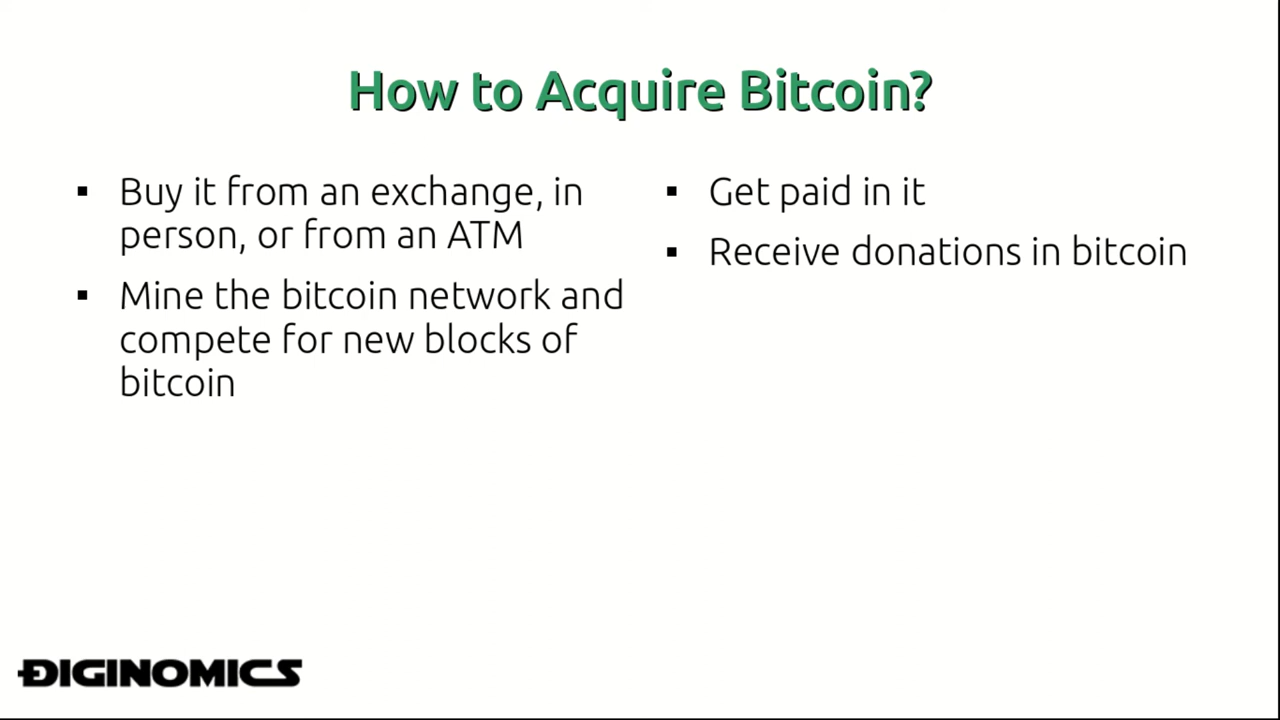 How to Acquire Bitcoin?
▪ Buy it from an exchange, in
person, or from an ATM
▪ Mine the bitcoin network and
compete for new blocks of
bitcoin
▪ Get paid in it
▪ Receive donations in bitcoin
ĐIGINOMICS